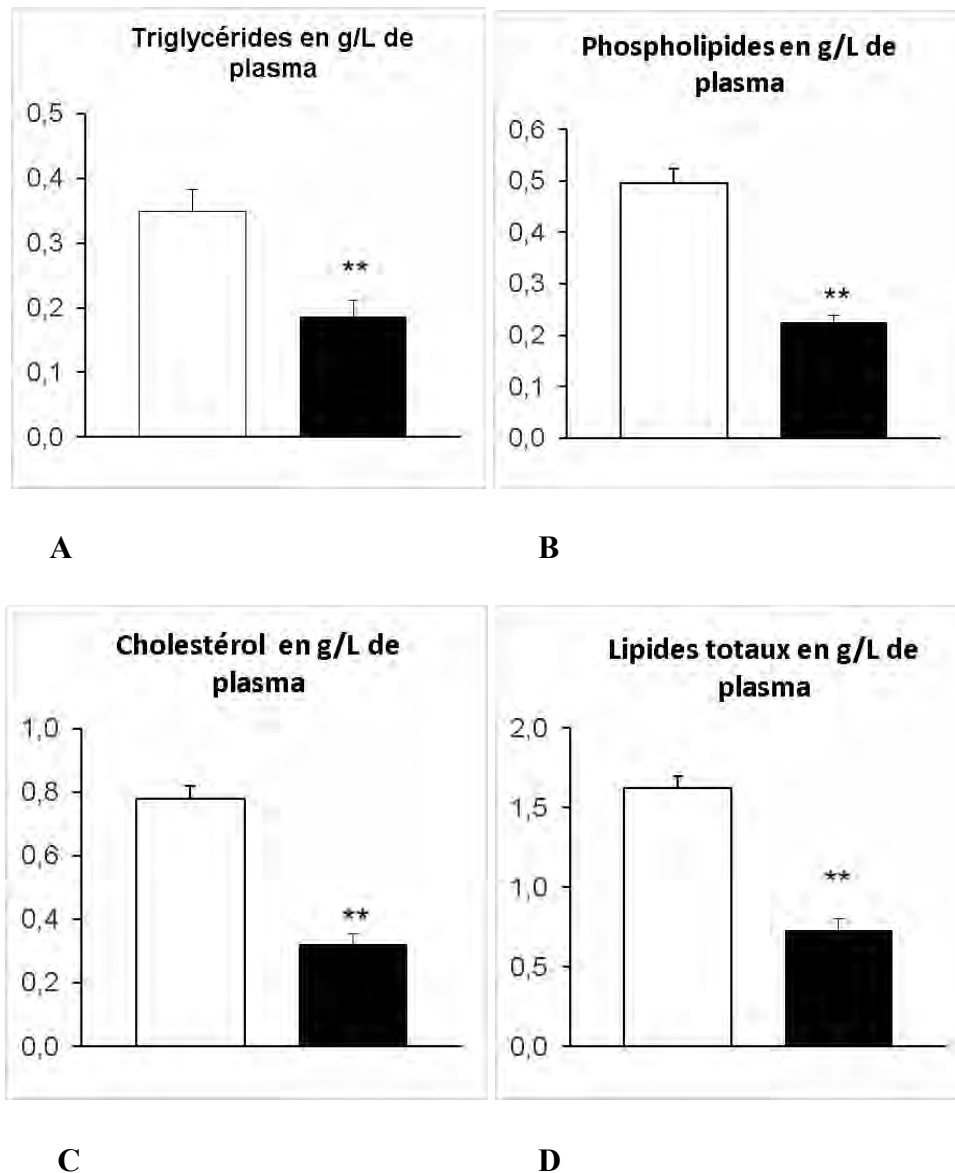 Triglycérides en g/L de
plasma
0,5
0,4
0,3
0,2
0,1
0,0
**
A
Phospholipides en g/L de
plasma
0,6
0,5
0,4
0,3
0,2
0,1
0,0
**
B
Cholestérol en g/L de
plasma
1,0
0,8
0,6
0,4
0,2
0,0
**
C
Lipides totaux en g/L de
plasma
2,0
1,5
1,0
0,5
0,0
**
D